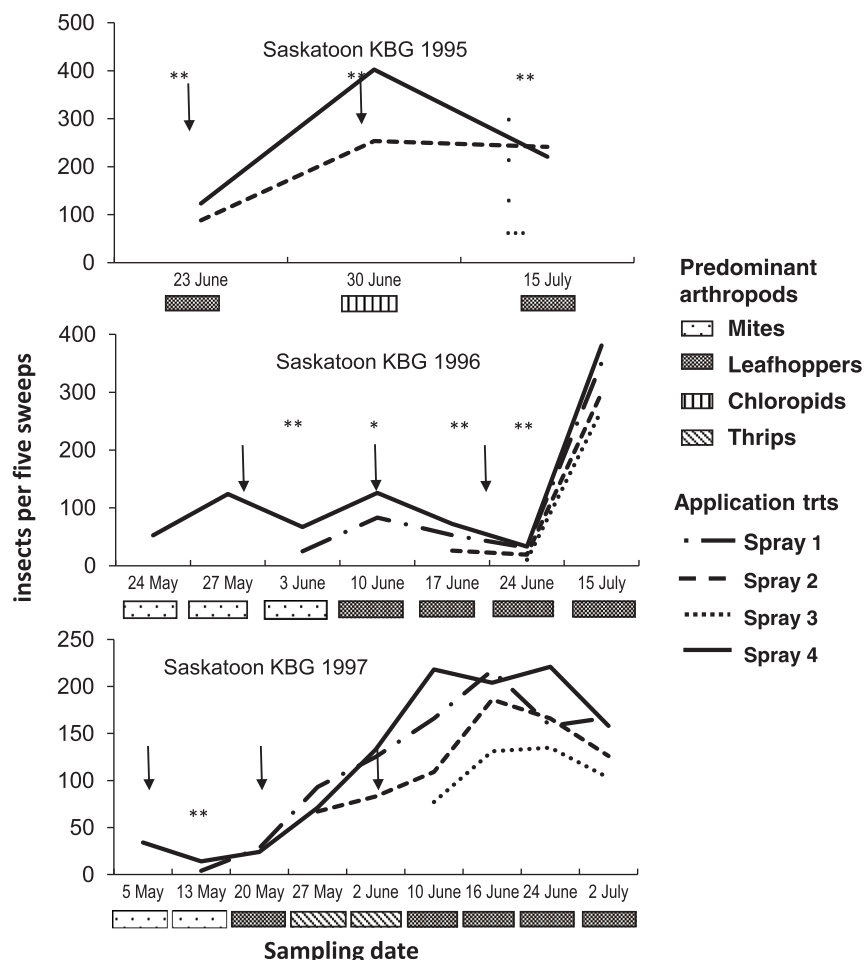 500
Saskatoon KBG 1995
400
** ** **
300
200
100
0
23 June 30 June 15 July
400
Saskatoon KBG 1996
300
** * ** **
200
100
0
24 May 27 May 3 June 10 June 17 June 24 June 15 July
250
Saskatoon KBG 1997
200
150
100
**
50
0
5 May 13 May 20 May 27 May 2 June 10 June 16 June 24 June 2 July
Sampling date
insects per five sweeps
Predominant
arthropods
Mites
Leafhoppers
Chloropids
Thrips
Application trts
Spray 1
Spray 2
Spray 3
Spray 4